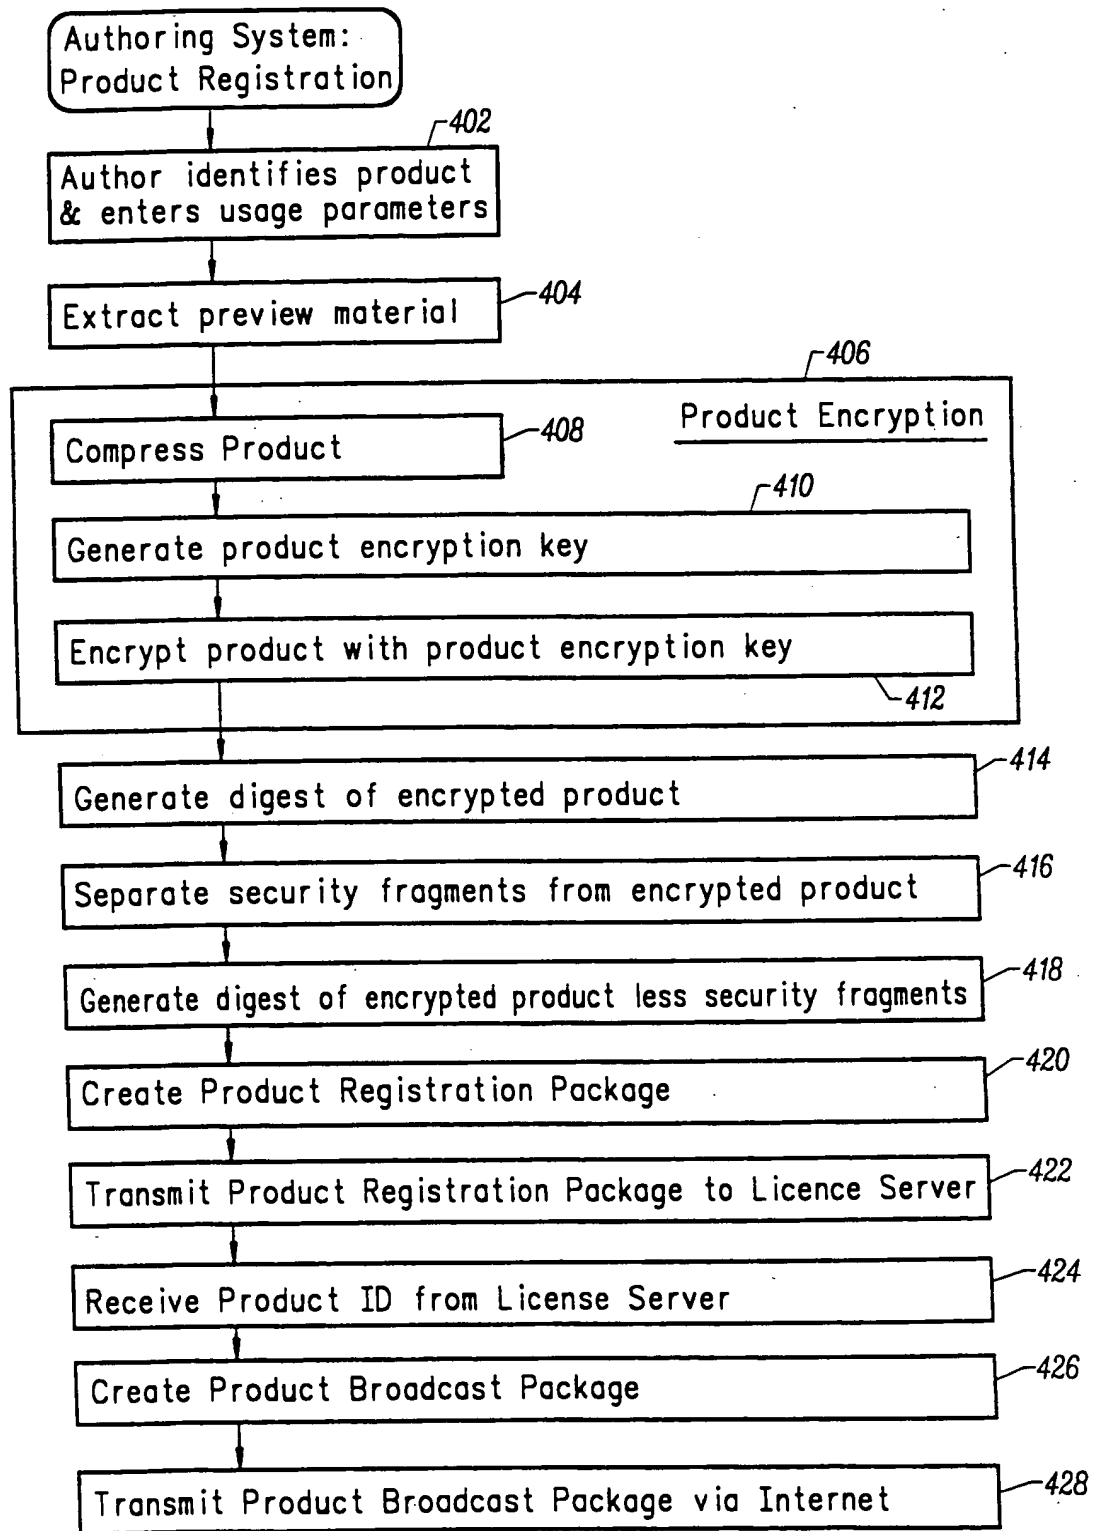 Authoring System:
Product Registration
402
Author identifies product
& enters usage parameters
404
Extract preview material
406
Product Encryption
408
Compress Product
410
Generate product encryption key
Encrypt product with product encryption key
412
414
Generate digest of encrypted product
416
Separate security fragments from encrypted product
418
Generate digest of encrypted product less security fragments
420
Create Product Registration Package
422
Transmit Product Registration Package to Licence Server
424
Receive Product ID from License Server
426
Create Product Broadcast Package
428
Transmit Product Broadcast Package via Internet